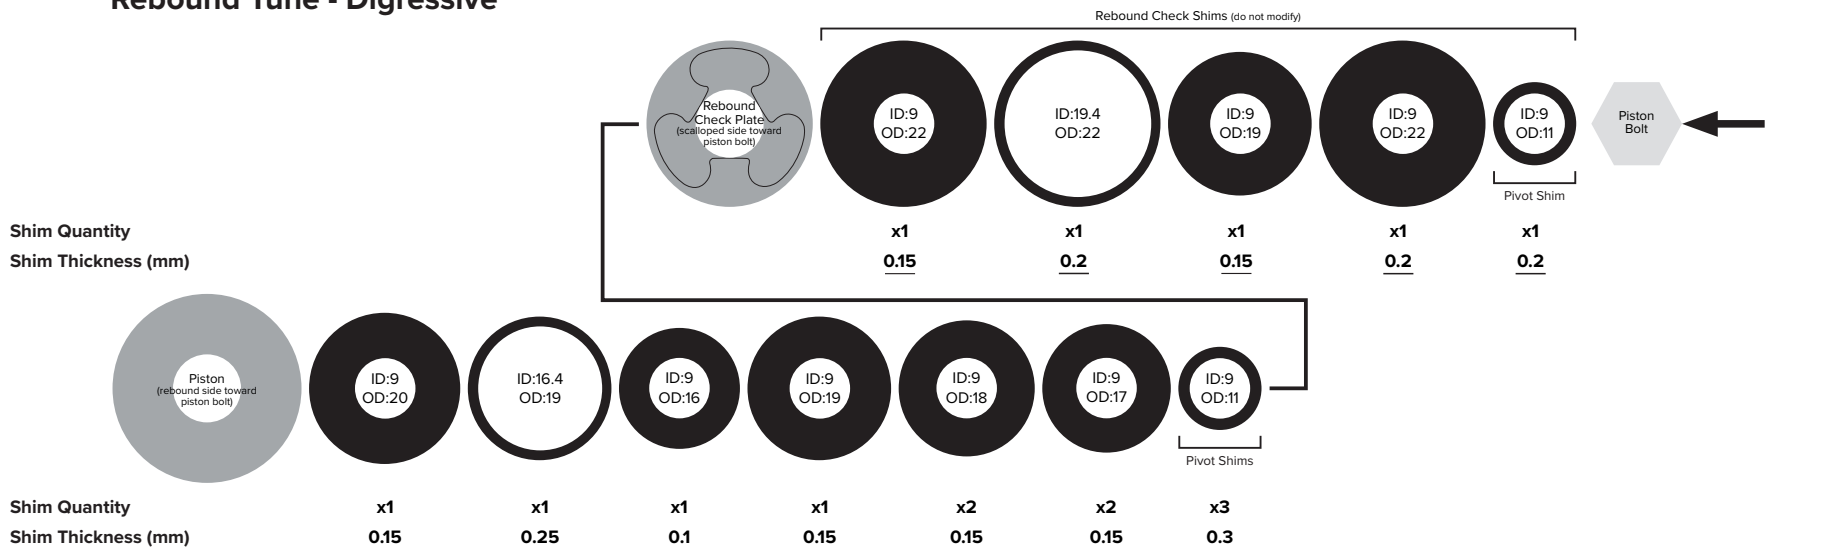 Rebound Tune - Digressive
Rebound Check Shims (do not modify)
Rebound
Check Plate
(scalloped side toward
piston bolt)
ID:9
OD:22
ID:19.4
OD:22
ID:9
OD:19
ID:9
OD:22
ID:9
OD:11
Piston
Bolt
Pivot Shim
Shim Quantity x1 x1 x1 x1 x1
Shim Thickness (mm) 0.15 0.2 0.15 0.2 0.2
Piston
(rebound side toward
piston bolt)
ID:9
OD:20
ID:16.4
OD:19
ID:9
OD:16
ID:9
OD:19
ID:9
OD:18
ID:9
OD:17
ID:9
OD:11
Pivot Shims
Shim Quantity x1 x1 x1 x1 x2 x2 x3
Shim Thickness (mm) 0.15 0.25 0.1 0.15 0.15 0.15 0.3